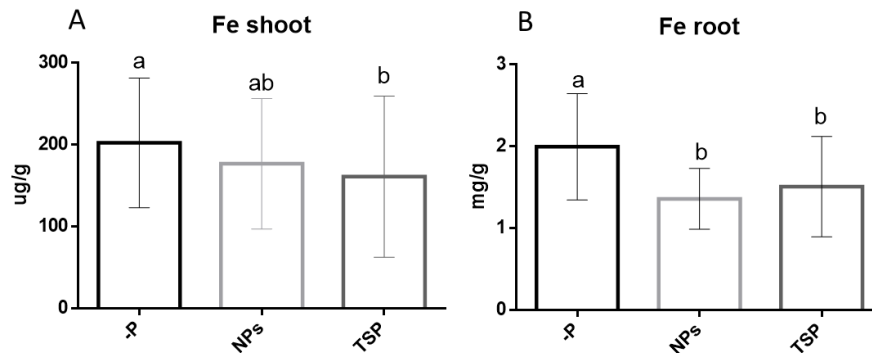 A
Fe shoot
ug/g
300
200
100
0
a
ab
b
-P
NPs
TSP
B
Fe root
mg/g
3
2
1
0
a
b
b
-P
NPs
TSP